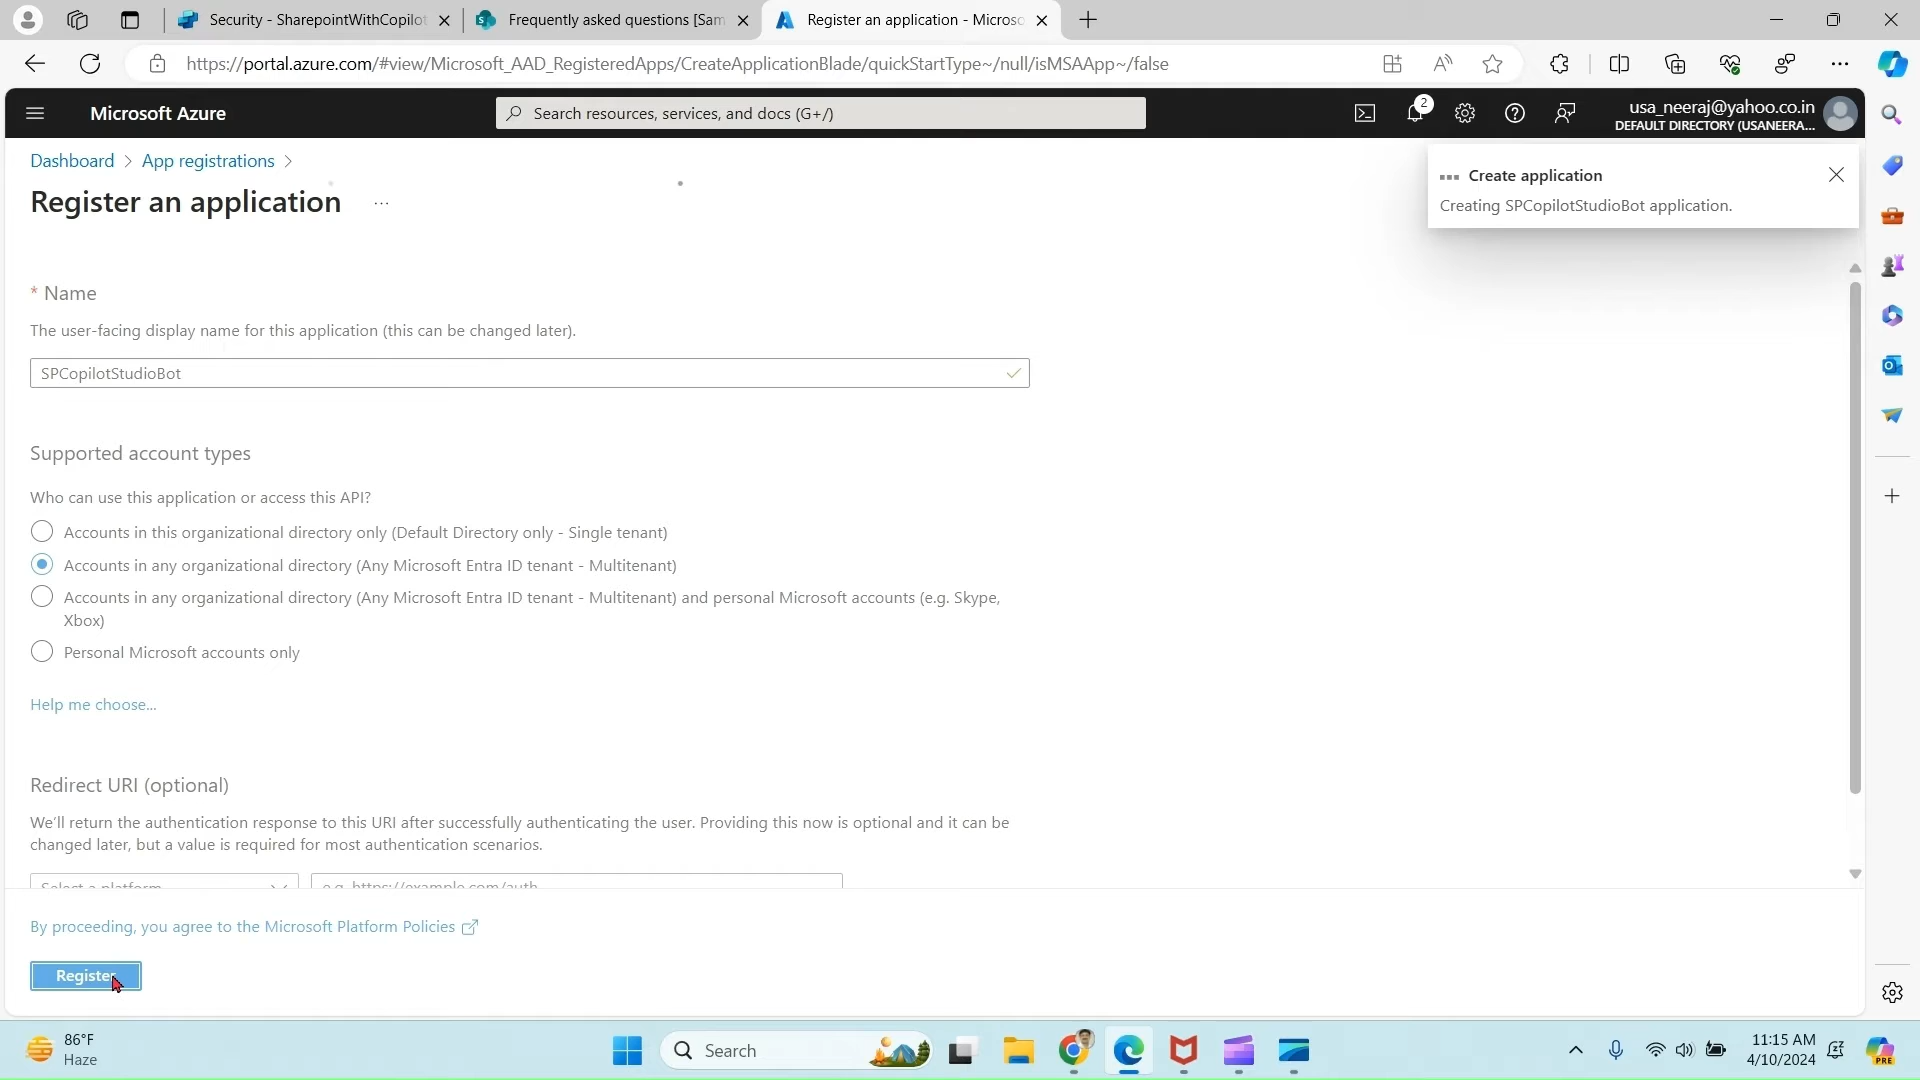 Security - SharepointWithCopilot
Frequently asked questions [Sam
Register an application - Microso
https://portal.azure.com/#view/Microsoft_AAD_RegisteredApps/CreateApplicationBlade/quickStartType~/null/isMSAApp~/false
Microsoft Azure
Search resources, services, and docs (G+/)
2
usa_neeraj@yahoo.co.in
DEFAULT DIRECTORY (USANEERA...
Dashboard > App registrations >
Register an application ...
Create application
Creating SPCopilotStudioBot application.
* Name
The user-facing display name for this application (this can be changed later).
SPCopilotStudioBot
Supported account types
Who can use this application or access this API?
Accounts in this organizational directory only (Default Directory only - Single tenant)
Accounts in any organizational directory (Any Microsoft Entra ID tenant - Multitenant)
Accounts in any organizational directory (Any Microsoft Entra ID tenant - Multitenant) and personal Microsoft accounts (e.g. Skype,
Xbox)
Personal Microsoft accounts only
Help me choose...
Redirect URI (optional)
We'll return the authentication response to this URI after successfully authenticating the user. Providing this now is optional and it can be
changed later, but a value is required for most authentication scenarios.
Select a platform
e.g. https://example.com/auth
By proceeding, you agree to the Microsoft Platform Policies
Register
86°F
Haze
Search
11:15 AM
4/10/2024
PRE